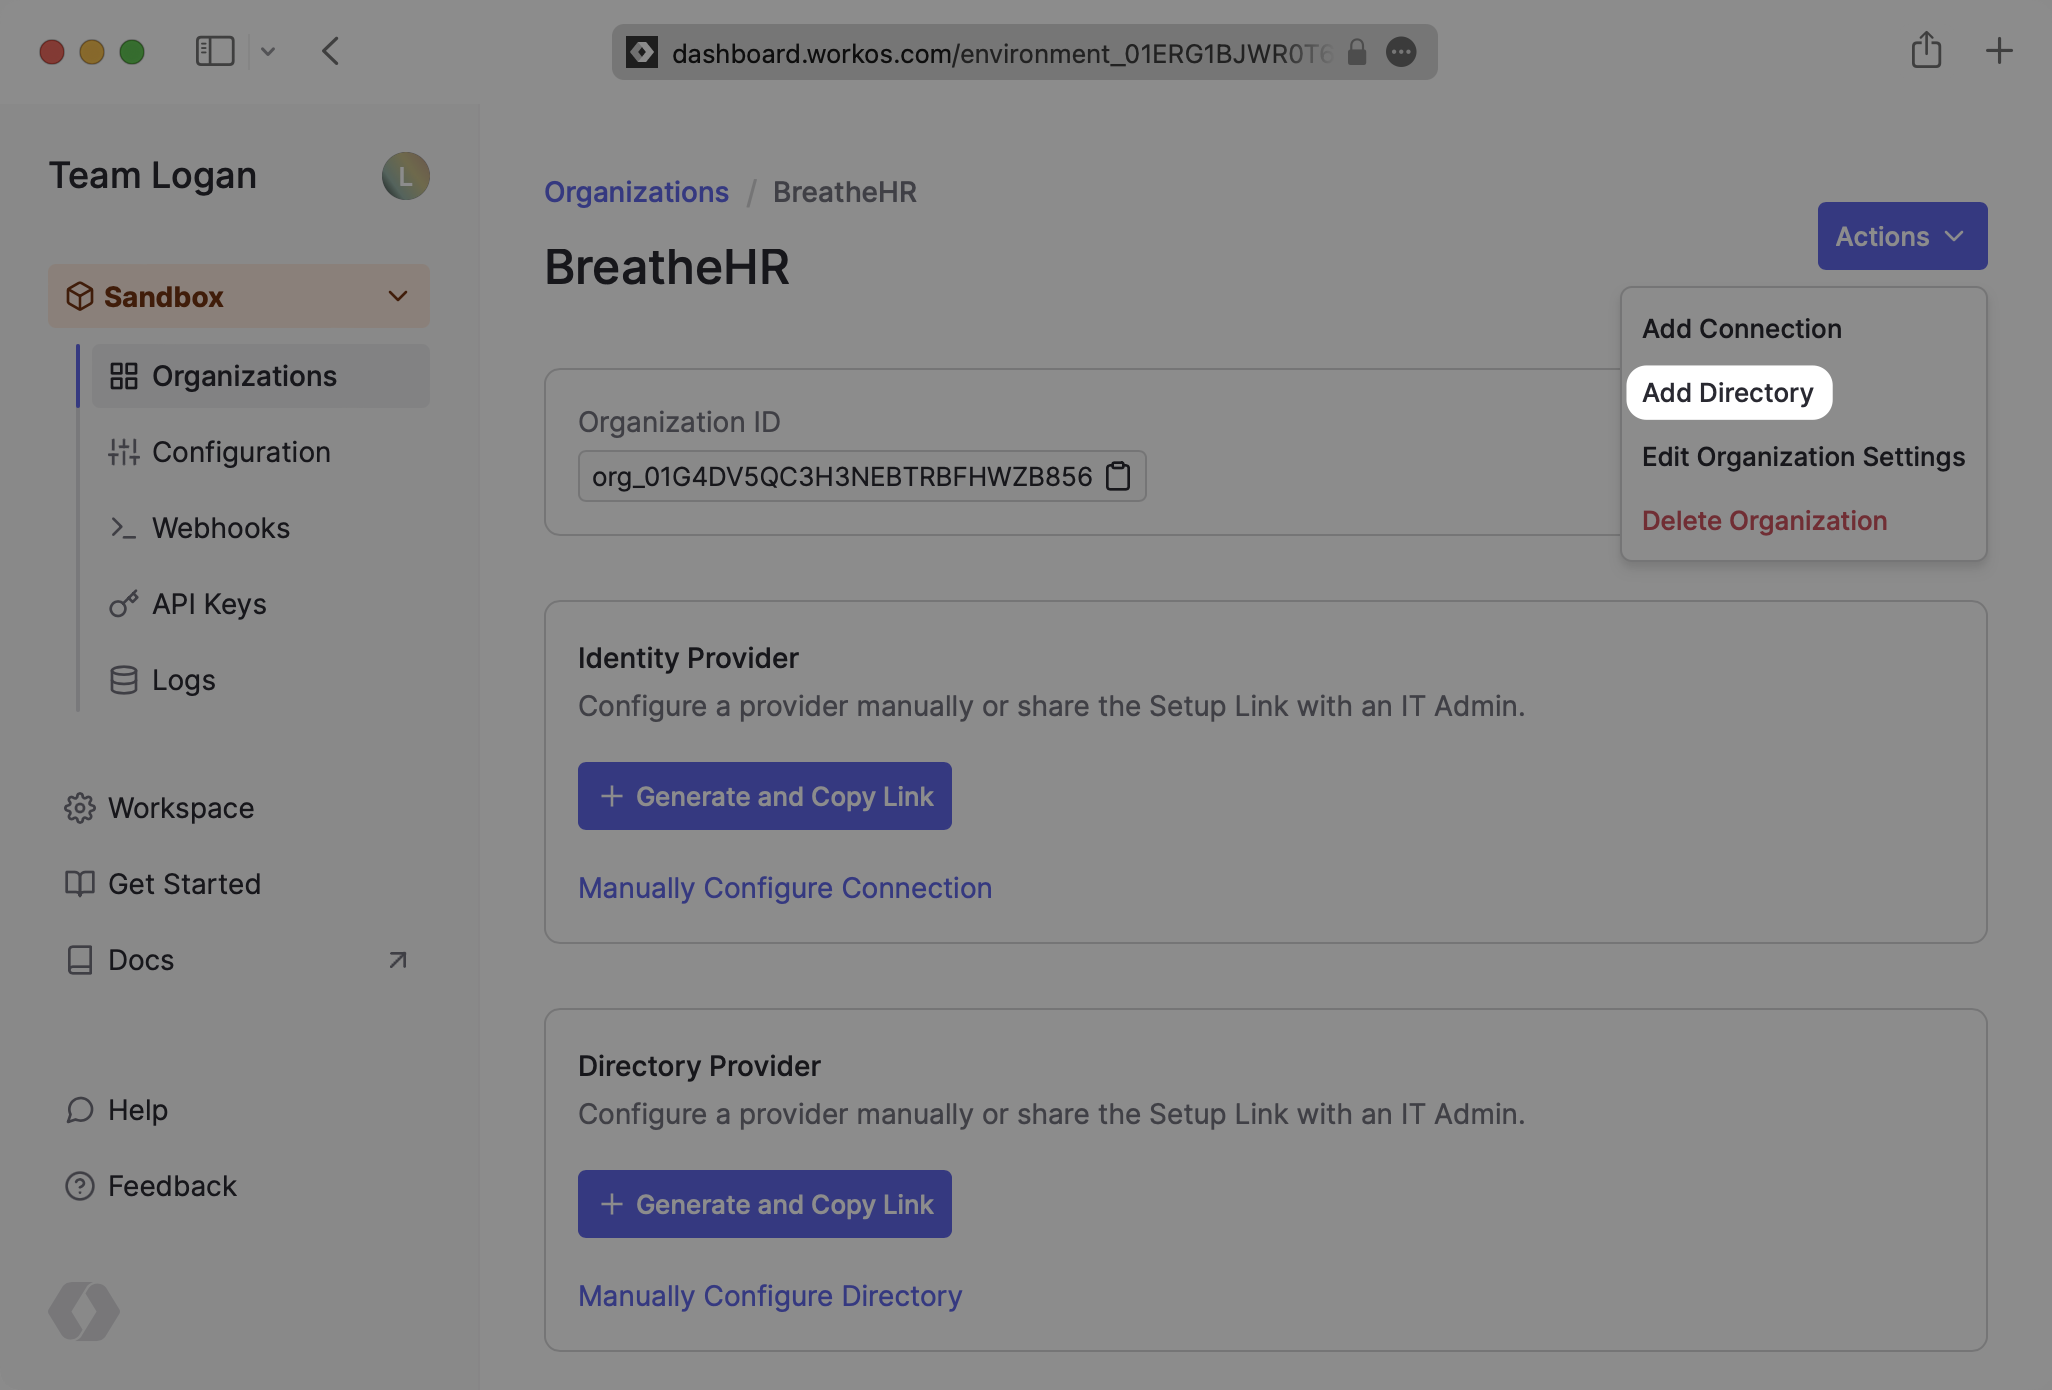 dashboard.workos.com/environment_01ERG1BJWR0T6
Team Logan
L
Sandbox
Organizations
Configuration
Webhooks
API Keys
Logs
Workspace
Get Started
Docs
Help
Feedback
Organizations / BreatheHR
BreatheHR
Actions
Add Connection
Add Directory
Edit Organization Settings
Delete Organization
Organization ID
org_01G4DV5QC3H3NEBTRBFHWZB856
Identity Provider
Configure a provider manually or share the Setup Link with an IT Admin.
+ Generate and Copy Link
Manually Configure Connection
Directory Provider
Configure a provider manually or share the Setup Link with an IT Admin.
+ Generate and Copy Link
Manually Configure Directory